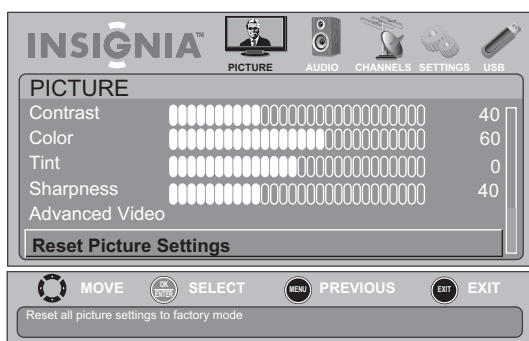 INSIGNIA™
PICTURE AUDIO CHANNELS SETTINGS USB
PICTURE
Contrast 40
Color 60
Tint 0
Sharpness 40
Advanced Video
Reset Picture Settings
MOVE OK ENTER SELECT MENU PREVIOUS EXIT EXIT
Reset all picture settings to factory mode